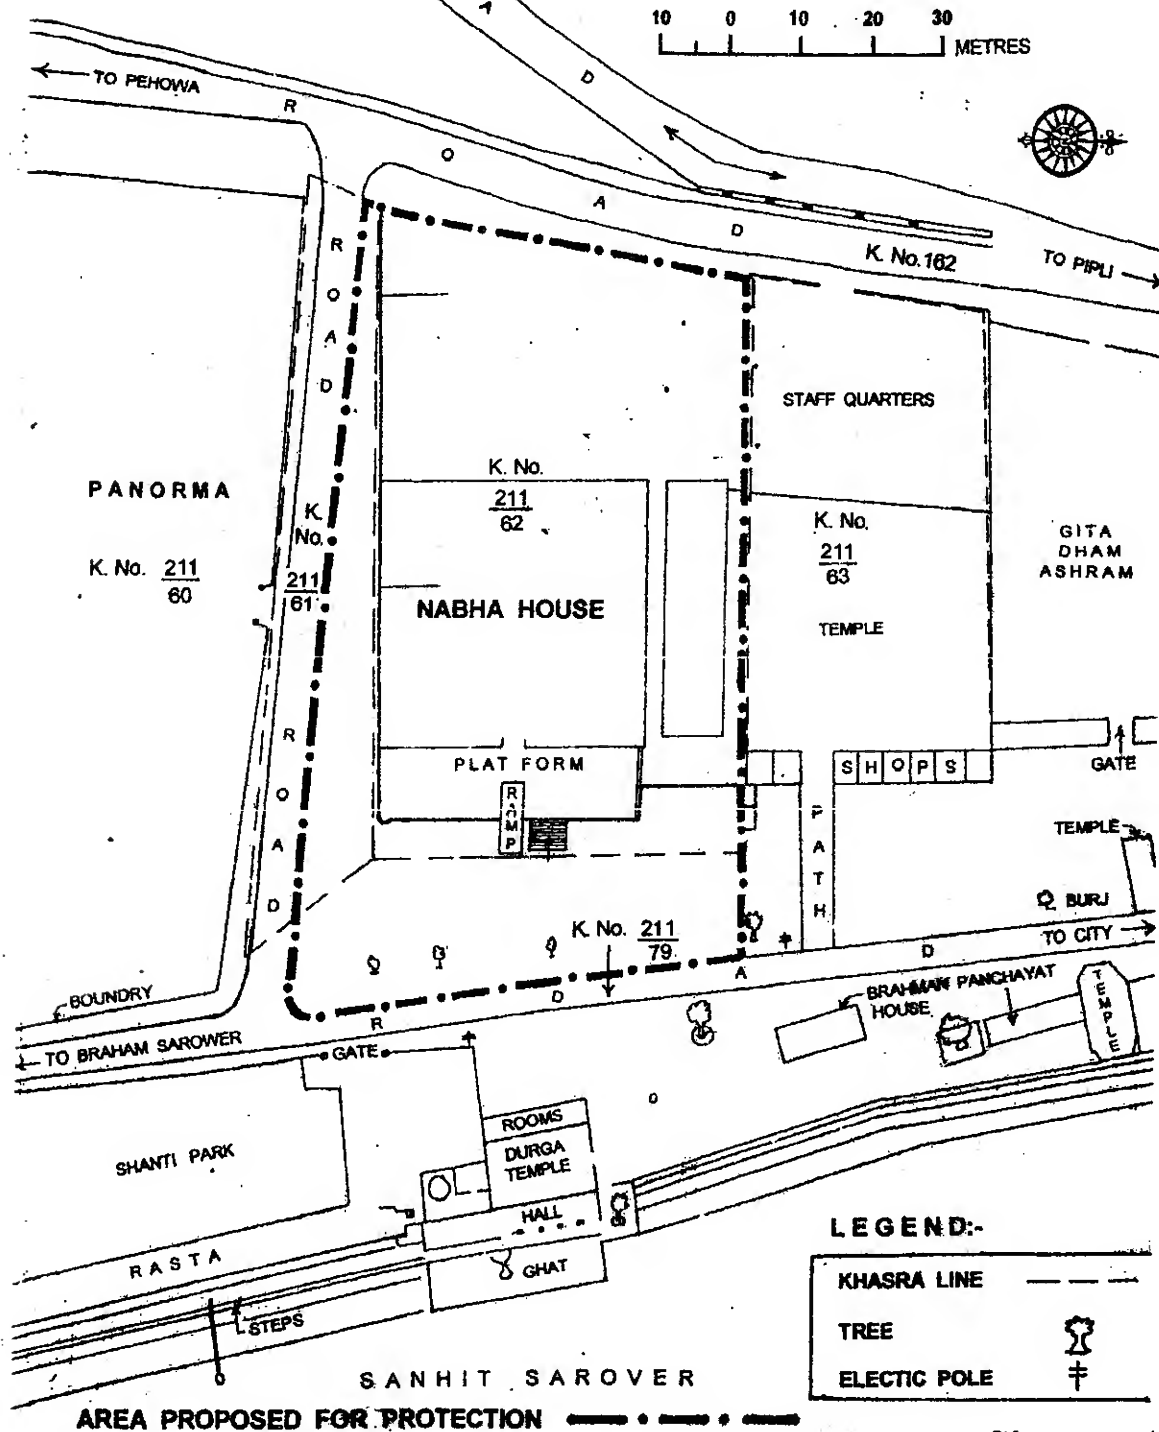 10 0 10 20 30
METRES
A
D
TO PEHOWA
R O A D
K. No.162
TO PIPLI
R O A D
STAFF QUARTERS
PANORMA
K. No. 211
60
K.
No.
211
61
K. No.
211
62
NABHA HOUSE
K. No.
211
63
TEMPLE
GITA
DHAM
ASHRAM
R O A D
PLAT FORM
RAMP
SHOPS
GATE
PATH
TEMPLE
BURJ
TO CITY
K. No. 211
79
R O A D
BOUNDRY
TO BRAHAM SAROWER
GATE
BRAHMAN PANCHAYAT
HOUSE
TEMPLE
SHANTI PARK
ROOMS
DURGA
TEMPLE
HALL
GHAT
RASTA
STEPS
SANHIT SAROVER
LEGEND:-
KHASRA LINE
TREE
ELECTIC POLE
AREA PROPOSED FOR PROTECTION